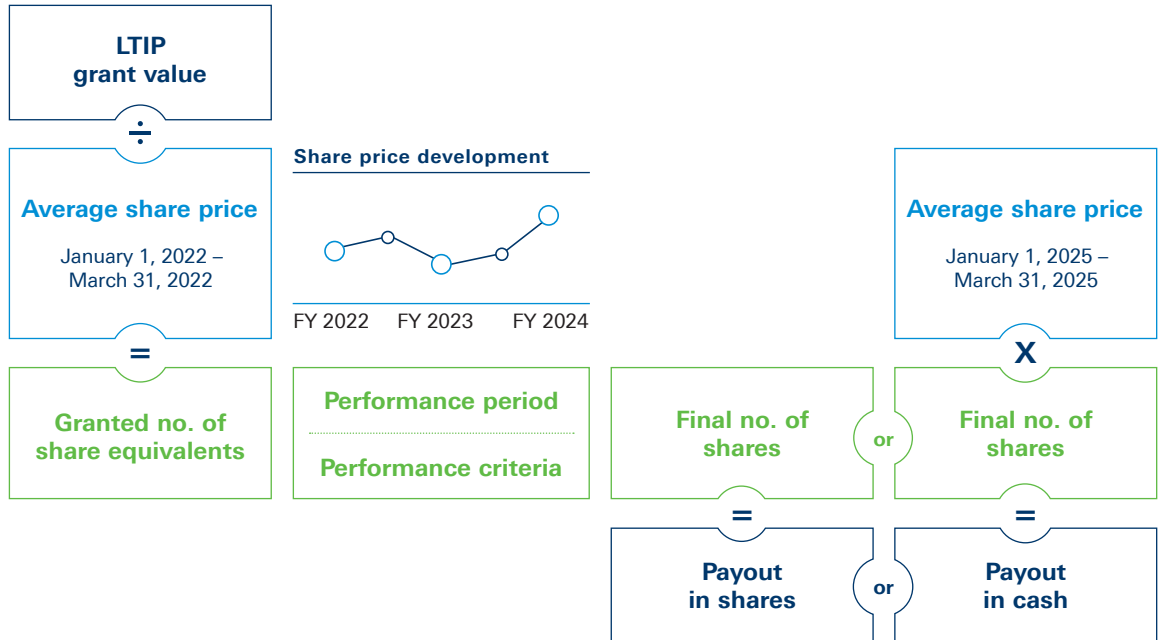 LTIP
grant value
÷
Average share price
January 1, 2022 –
March 31, 2022
=
Granted no. of
share equivalents
Share price development
FY 2022 FY 2023 FY 2024
Performance period
Performance criteria
Average share price
January 1, 2025 –
March 31, 2025
X
Final no. of
shares
or
Final no. of
shares
=
=
Payout
in shares
or
Payout
in cash